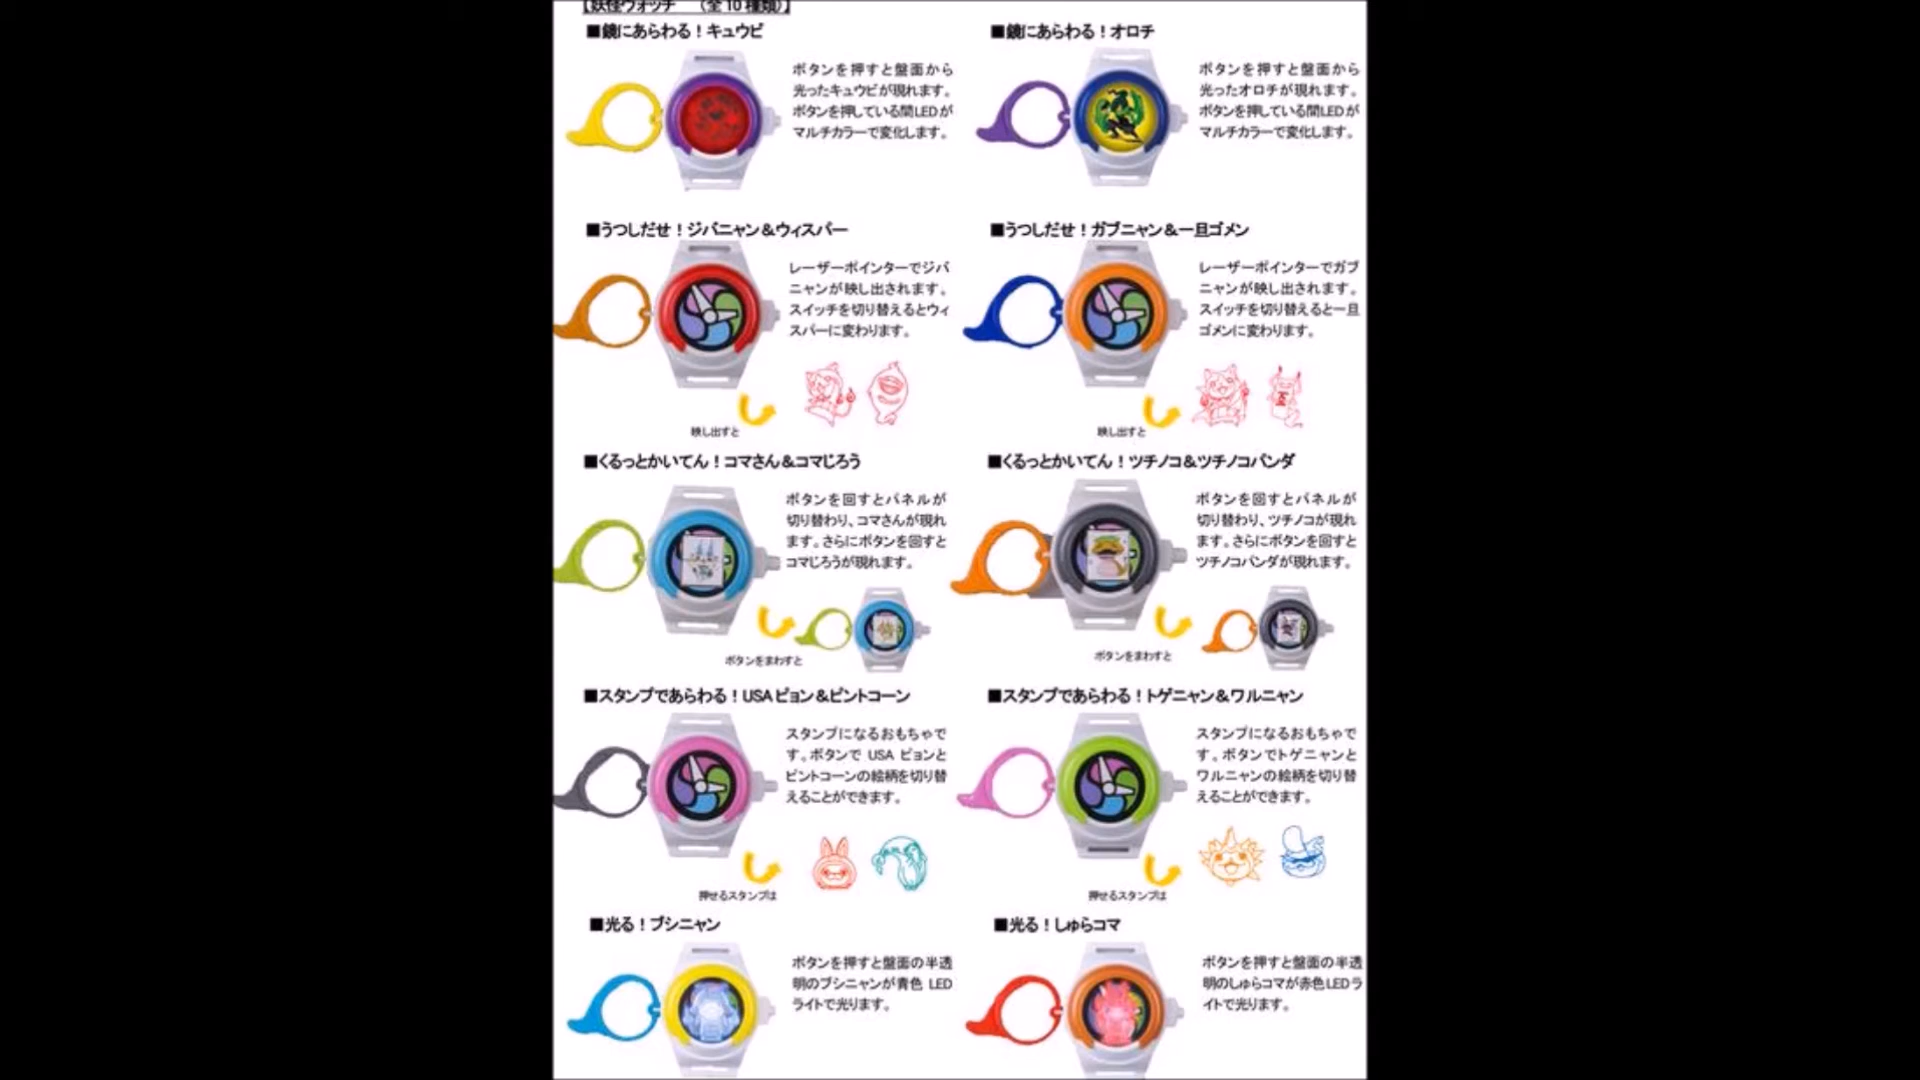 【妖怪ウォッチ （全10種類）】
■鏡にあらわる！キュウビ
ボタンを押すと盤面から
光ったキュウビが現れます。
ボタンを押している間LEDが
マルチカラーで変化します。
■鏡にあらわる！オロチ
ボタンを押すと盤面から
光ったオロチが現れます。
ボタンを押している間LEDが
マルチカラーで変化します。
■うつしだせ！ジバニャン＆ウィスパー
レーザーポインターでジバ
ニャンが映し出されます。
スイッチを切り替えるとウィ
スパーに変わります。
映し出すと
■うつしだせ！ガブニャン＆一旦ゴメン
レーザーポインターでガブ
ニャンが映し出されます。
スイッチを切り替えると一旦
ゴメンに変わります。
映し出すと
■くるっとかいてん！コマさん＆コマじろう
ボタンを回すとパネルが
切り替わり、コマさんが現れ
ます。さらにボタンを回すと
コマじろうが現れます。
ボタンをまわすと
■くるっとかいてん！ツチノコ＆ツチノコパンダ
ボタンを回すとパネルが
切り替わり、ツチノコが現れ
ます。さらにボタンを回すと
ツチノコパンダが現れます。
ボタンをまわすと
■スタンプであらわる！USAピョン＆ピントコーン
スタンプになるおもちゃで
す。ボタンで USA ピョンと
ピントコーンの絵柄を切り替
えることができます。
押せるスタンプは
■スタンプであらわる！トゲニャン＆ワルニャン
スタンプになるおもちゃで
す。ボタンでトゲニャンと
ワルニャンの絵柄を切り替
えることができます。
押せるスタンプは
■光る！ブシニャン
ボタンを押すと盤面の半透
明のブシニャンが青色 LED
ライトで光ります。
■光る！しゅらコマ
ボタンを押すと盤面の半透
明のしゅらコマが赤色LEDラ
イトで光ります。